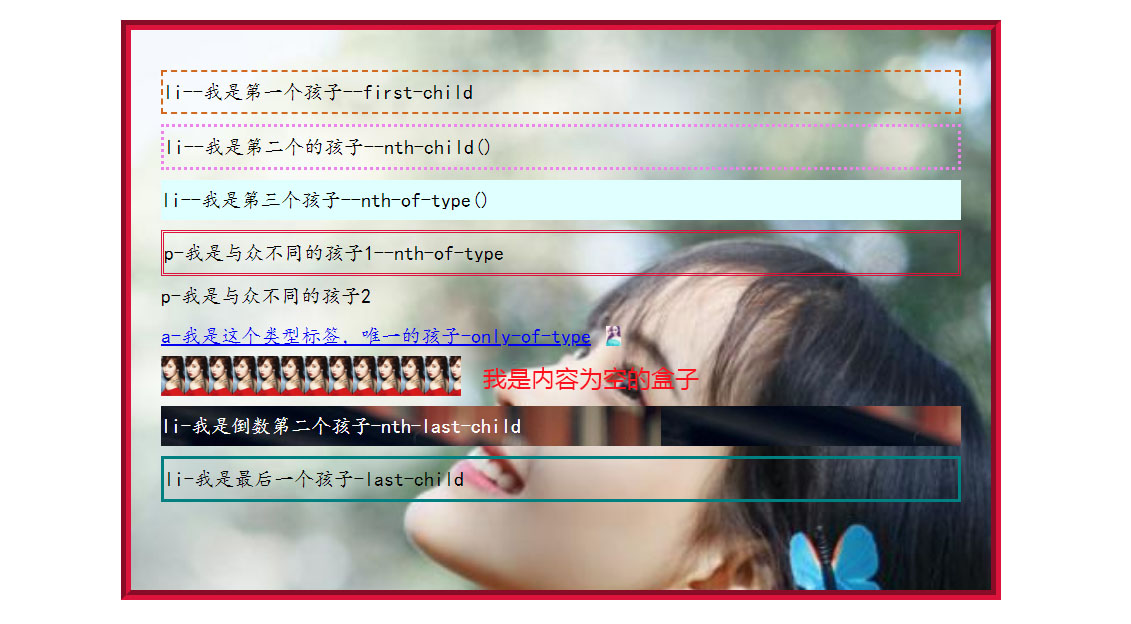 li--我是第一个孩子--first-child
li--我是第二个的孩子--nth-child()
li--我是第三个孩子--nth-of-type()
p-我是与众不同的孩子1--nth-of-type
p-我是与众不同的孩子2
a-我是这个类型标签，唯一的孩子-only-of-type
我是内容为空的盒子
li-我是倒数第二个孩子-nth-last-child
li-我是最后一个孩子-last-child